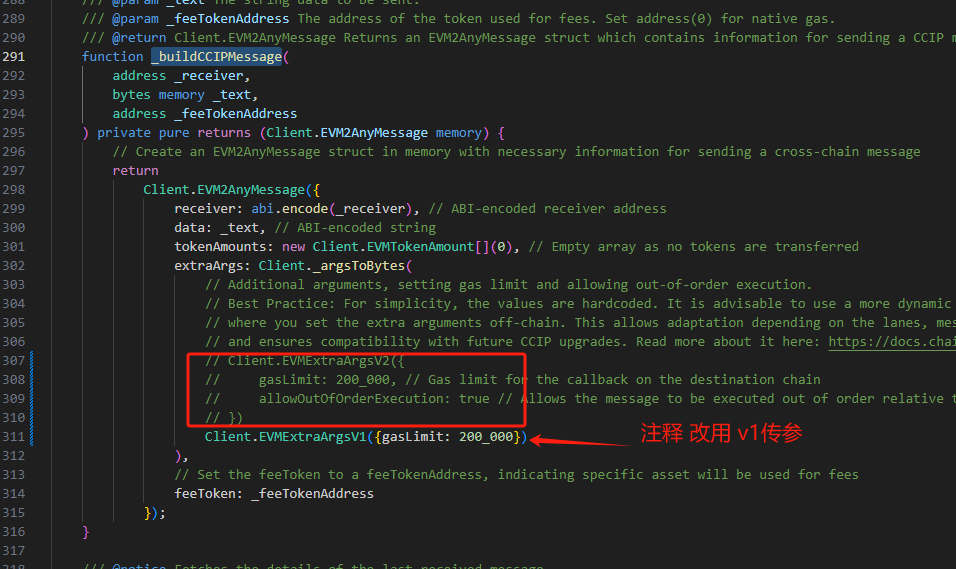 288 /// @param _text The string data to be sent.
289 /// @param _feeTokenAddress The address of the token used for fees. Set address(0) for native gas.
290 /// @return Client.EVM2AnyMessage Returns an EVM2AnyMessage struct which contains information for sending a CCIP
291 function _buildCCIPMessage(
292 address _receiver,
293 bytes memory _text,
294 address _feeTokenAddress
295 ) private pure returns (Client.EVM2AnyMessage memory) {
296 // Create an EVM2AnyMessage struct in memory with necessary information for sending a cross-chain message
297 return
298 Client.EVM2AnyMessage({
299 receiver: abi.encode(_receiver), // ABI-encoded receiver address
300 data: _text, // ABI-encoded string
301 tokenAmounts: new Client.EVMTokenAmount[](0), // Empty array as no tokens are transferred
302 extraArgs: Client._argsToBytes(
303 // Additional arguments, setting gas limit and allowing out-of-order execution.
304 // Best Practice: For simplicity, the values are hardcoded. It is advisable to use a more dynamic
305 // where you set the extra arguments off-chain. This allows adaptation depending on the lanes, mes
306 // and ensures compatibility with future CCIP upgrades. Read more about it here: https://docs.chai
307 // Client.EVMExtraArgsV2({
308 // gasLimit: 200_000, // Gas limit for the callback on the destination chain
309 // allowOutOfOrderExecution: true // Allows the message to be executed out of order relative t
310 // })
311 Client.EVMExtraArgsV1({gasLimit: 200_000})
注释 改用 v1传参
312 ),
313 // Set the feeToken to a feeTokenAddress, indicating specific asset will be used for fees
314 feeToken: _feeTokenAddress
315 });
316 }
317
318 /// @notice Fetches the details of the last received message